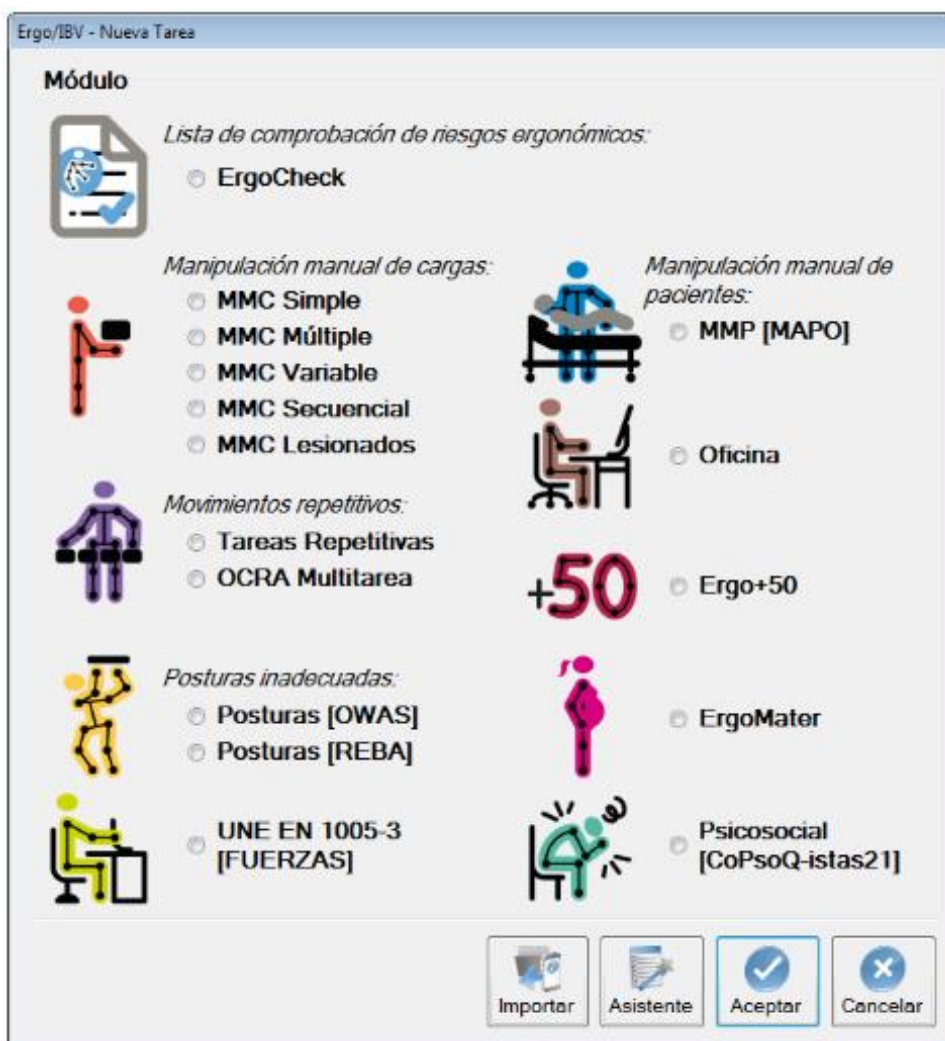 Ergo/IBV - Nueva Tarea
Módulo
Lista de comprobación de riesgos ergonómicos:
ErgoCheck
Manipulación manual de cargas:
MMC Simple
MMC Múltiple
MMC Variable
MMC Secuencial
MMC Lesionados
Movimientos repetitivos:
Tareas Repetitivas
OCRA Multitarea
Posturas inadecuadas:
Posturas [OWAS]
Posturas [REBA]
UNE EN 1005-3
[FUERZAS]
Manipulación manual de
pacientes:
MMP [MAPO]
Oficina
+50
Ergo+50
ErgoMater
Psicosocial
[CoPsoQ-istas21]
Importar
Asistente
Aceptar
Cancelar